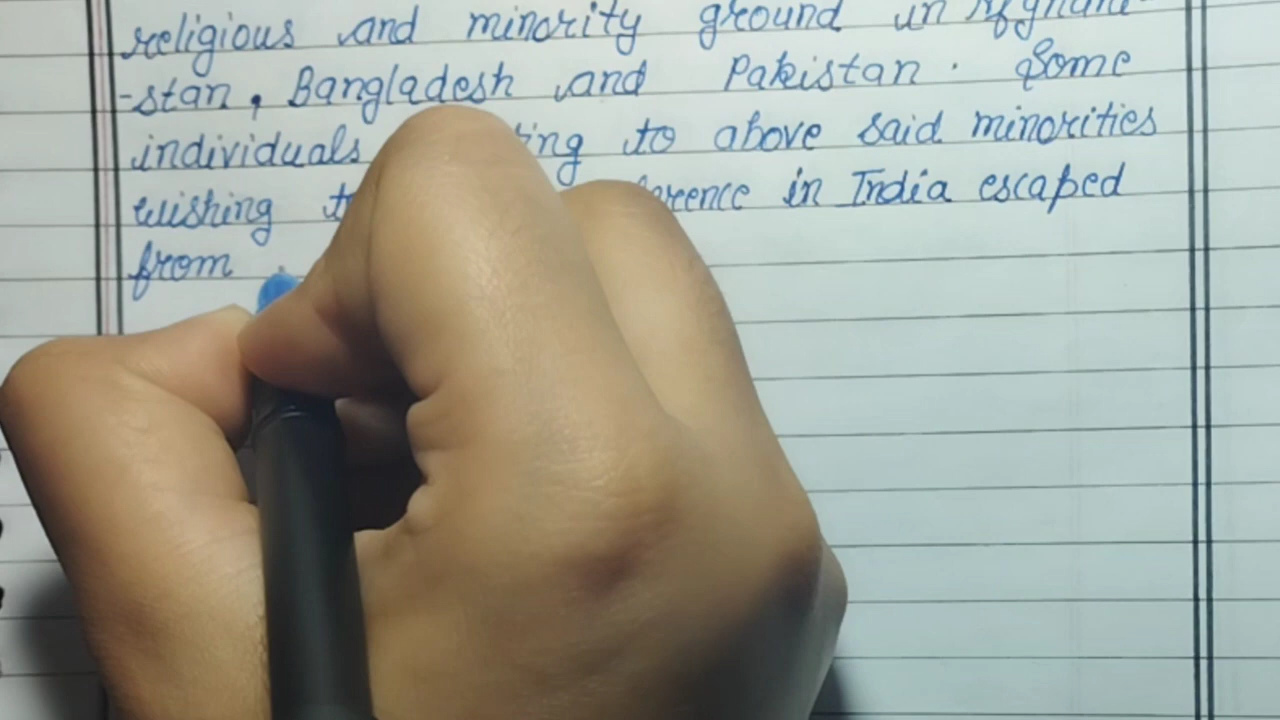 religious and minority ground in Afghani-
-stan, Bangladesh and Pakistan. Some
individuals ting to above said minorities
wishing in India escaped
from